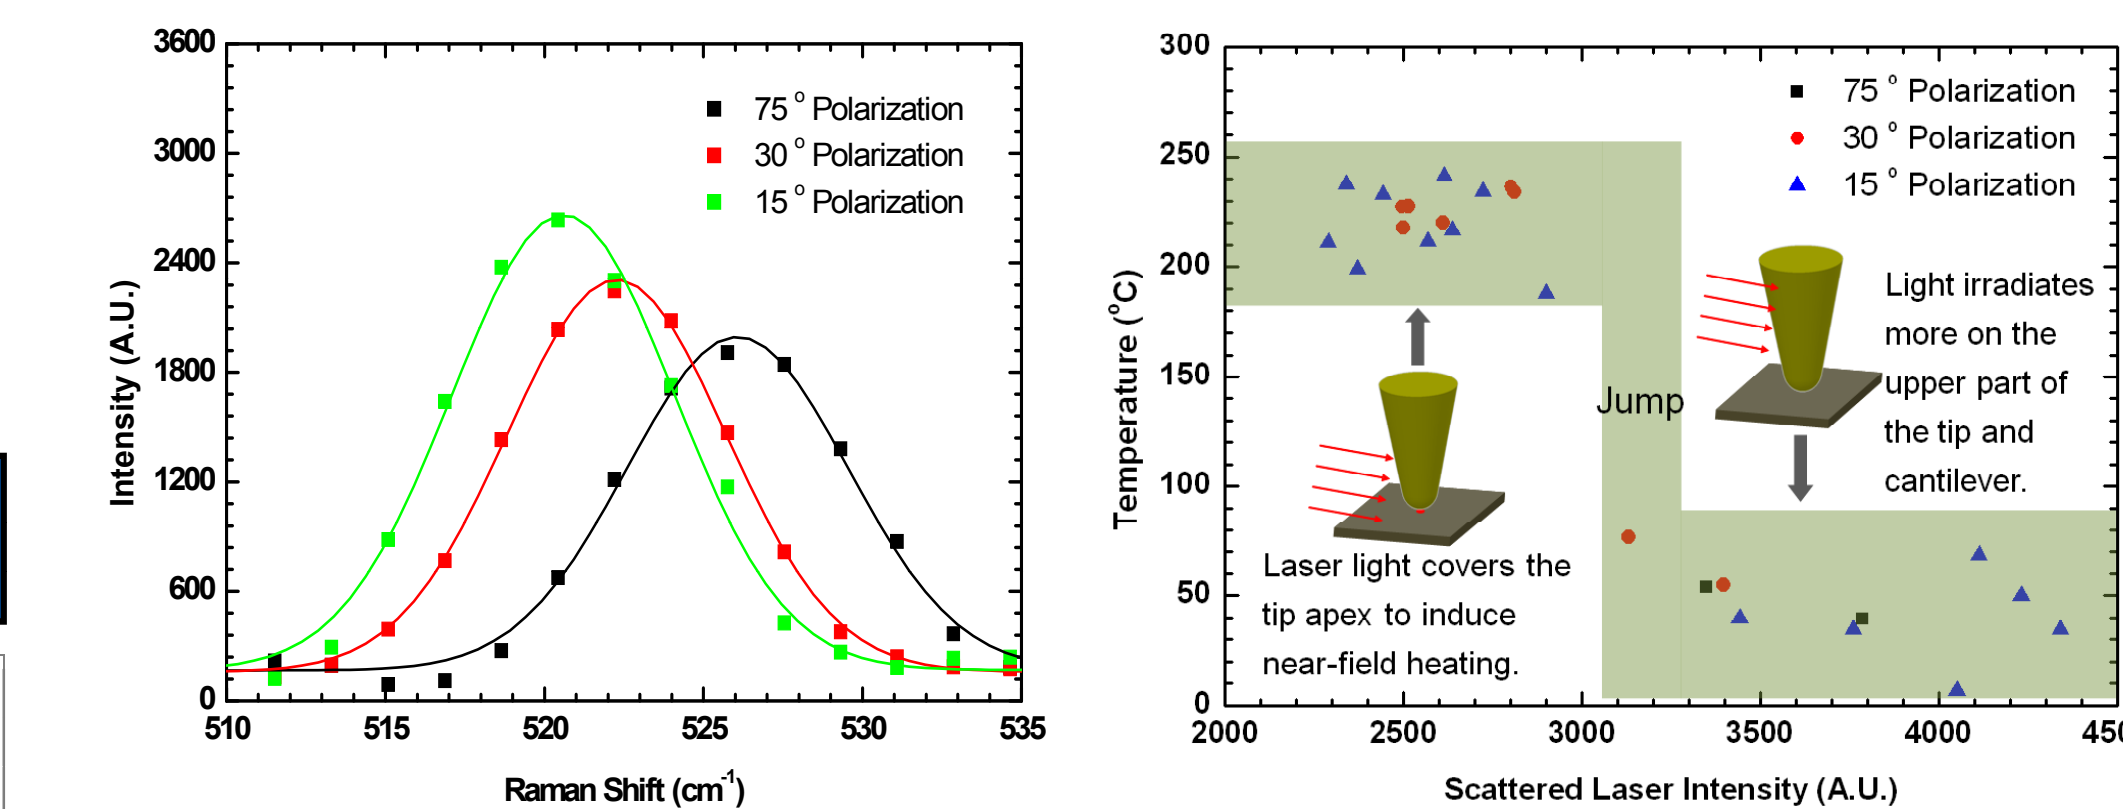 3600
3000
2400
1800
1200
600
0
510 515 520 525 530 535
Intensity (A.U.)
Raman Shift (cm-1)
75 o Polarization
30 o Polarization
15 o Polarization
300
250
200
150
100
50
0
2000 2500 3000 3500 4000 450
Temperature (oC)
Scattered Laser Intensity (A.U.)
75 o Polarization
30 o Polarization
15 o Polarization
Jump
Laser light covers the
tip apex to induce
near-field heating.
Light irradiates
more on the
upper part of
the tip and
cantilever.